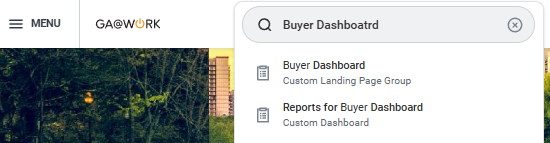 MENU
GA@WORK
Buyer Dashboatrd
Buyer Dashboard
Custom Landing Page Group
Reports for Buyer Dashboard
Custom Dashboard